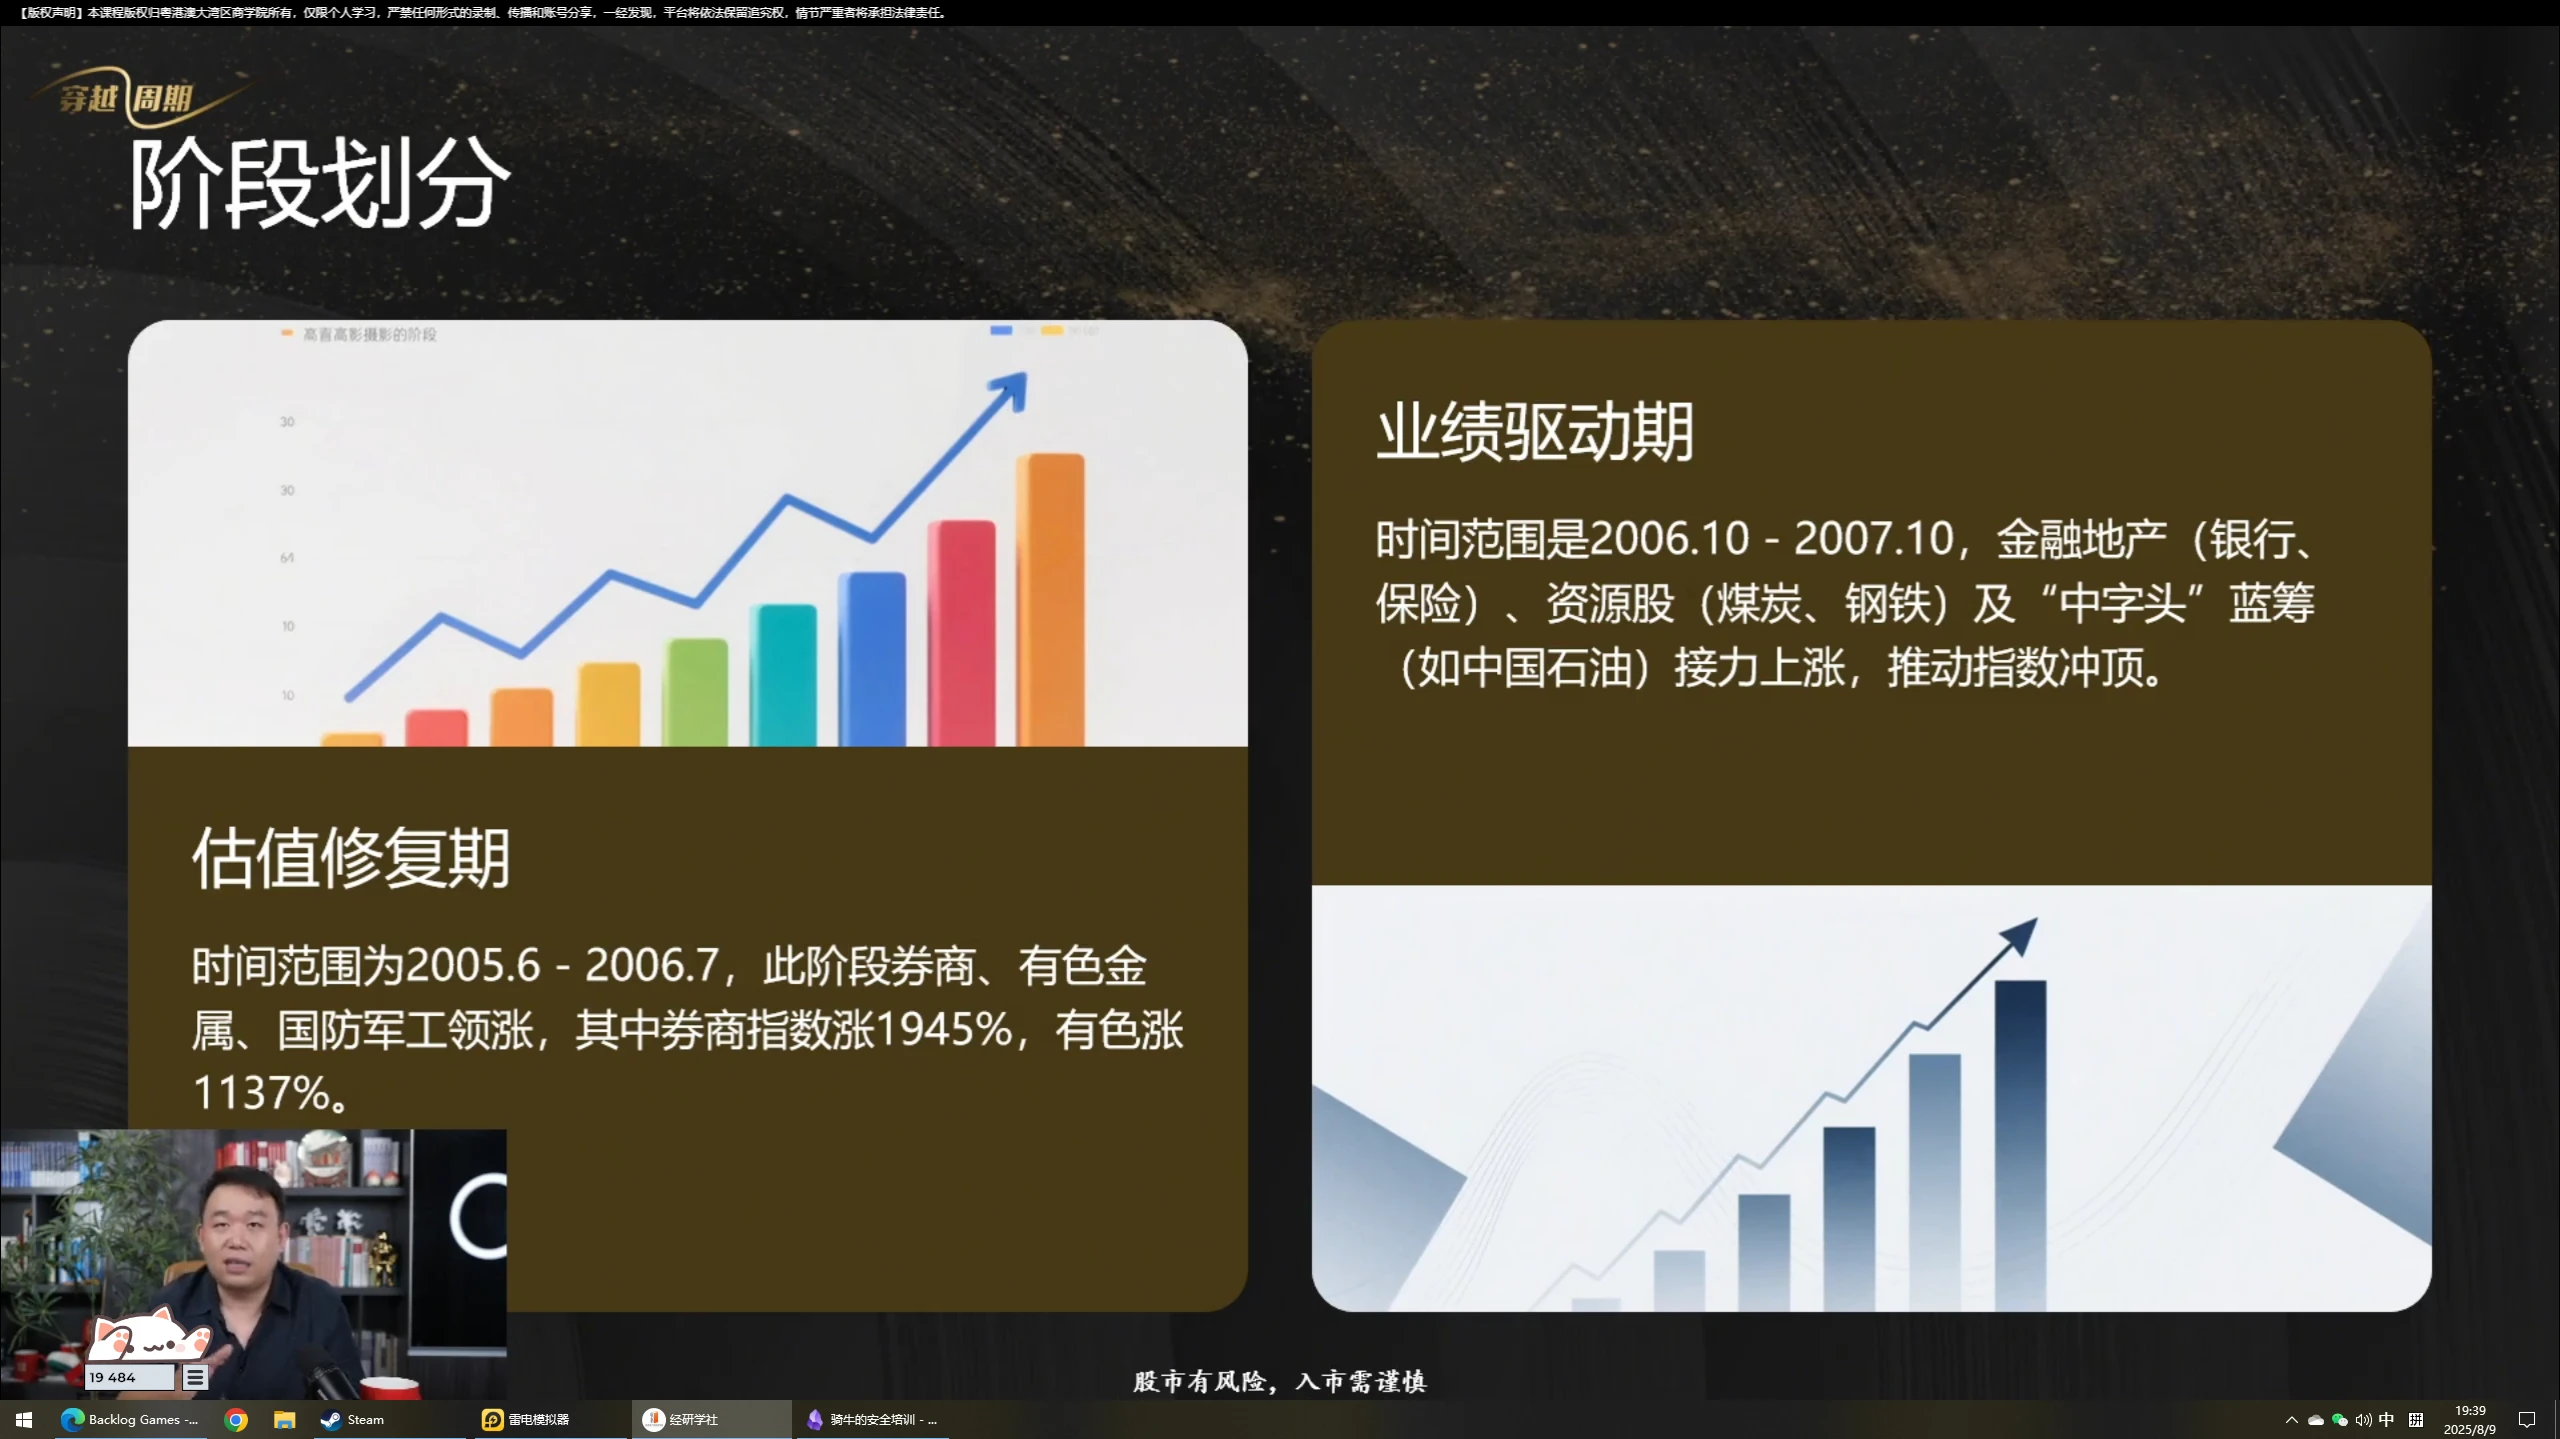 【版权声明】本课程版权归粤港澳大湾区商学院所有，仅限个人学习，严禁任何形式的录制、传播和账号分享，一经发现，平台将依法保留追究权，情节严重者将承担法律责任。
穿越周期
阶段划分
高喜高影摄影的阶段
30
30
64
10
10
估值修复期
时间范围为2005.6 - 2006.7，此阶段券商、有色金
属、国防军工领涨，其中券商指数涨1945%，有色涨
1137%。
业绩驱动期
时间范围是2006.10 - 2007.10，金融地产（银行、
保险）、资源股（煤炭、钢铁）及“中字头”蓝筹
（如中国石油）接力上涨，推动指数冲顶。
19 484
股市有风险，入市需谨慎
Backlog Games -...
Steam
雷电模拟器
经研学社
骑牛的安全培训 - ...
中
拼
19:39
2025/8/9